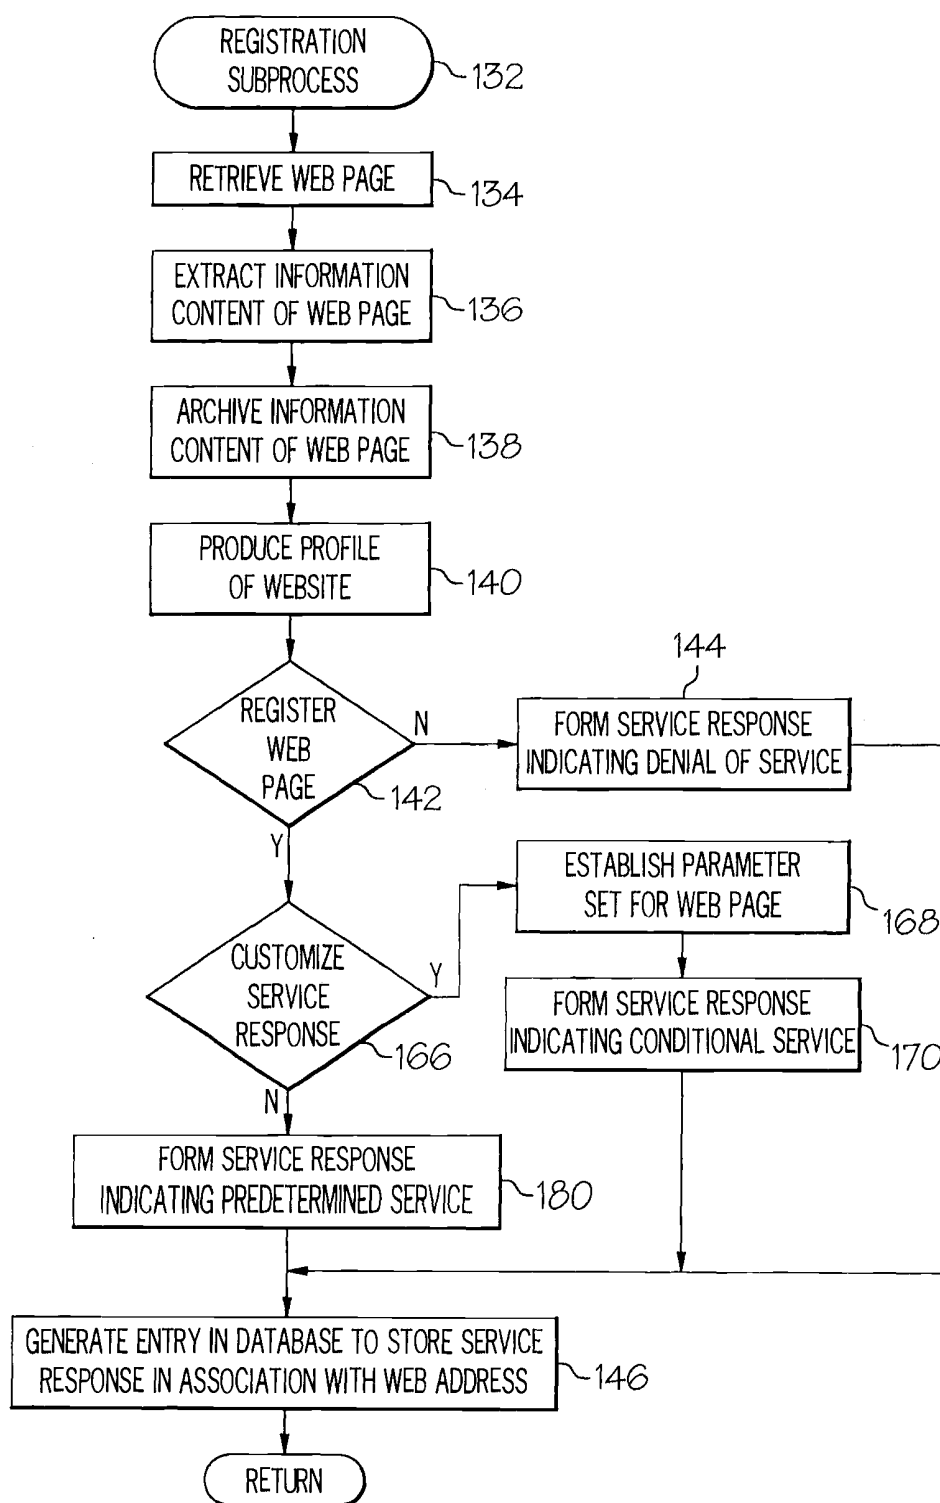 REGISTRATION
SUBPROCESS
132
RETRIEVE WEB PAGE
134
EXTRACT INFORMATION
CONTENT OF WEB PAGE
136
ARCHIVE INFORMATION
CONTENT OF WEB PAGE
138
PRODUCE PROFILE
OF WEBSITE
140
REGISTER
WEB
PAGE
142
N
144
FORM SERVICE RESPONSE
INDICATING DENIAL OF SERVICE
Y
CUSTOMIZE
SERVICE
RESPONSE
166
Y
ESTABLISH PARAMETER
SET FOR WEB PAGE
168
FORM SERVICE RESPONSE
INDICATING CONDITIONAL SERVICE
170
N
FORM SERVICE RESPONSE
INDICATING PREDETERMINED SERVICE
180
GENERATE ENTRY IN DATABASE TO STORE SERVICE
RESPONSE IN ASSOCIATION WITH WEB ADDRESS
146
RETURN